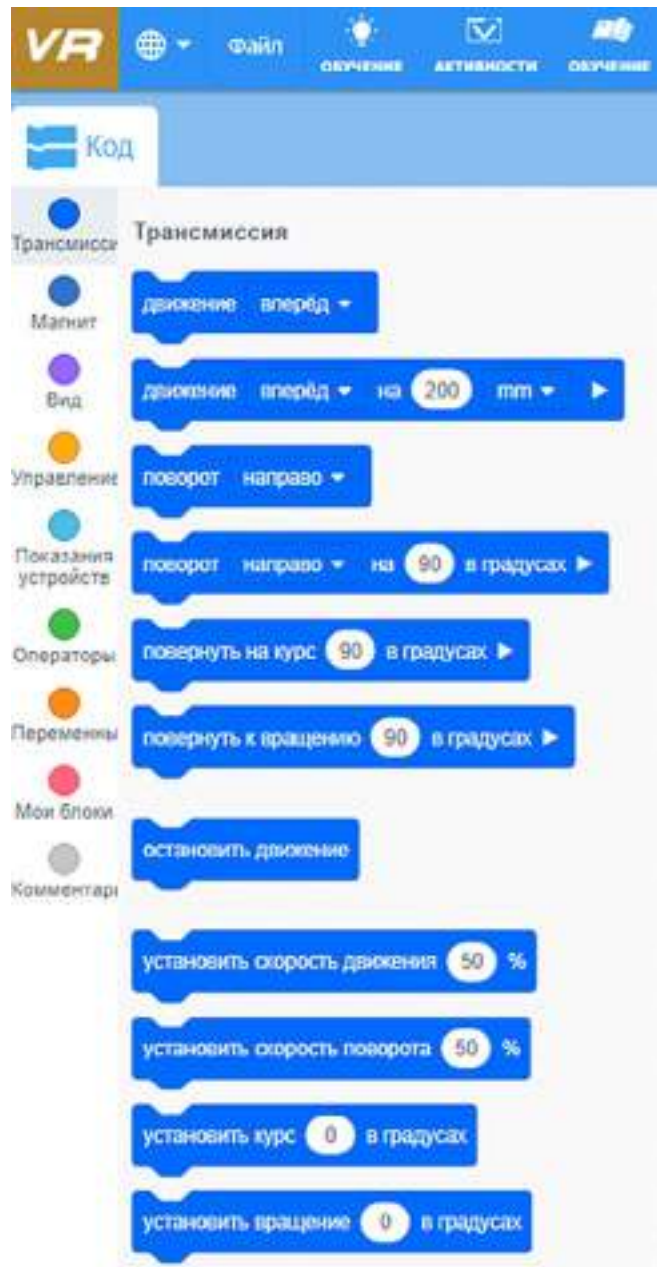 VR
Файл
ОБУЧЕНИЕ
АКТИВНОСТИ
ОБУЧЕНИЕ
Код
Трансмисси
Магнит
Вид
Управление
Показания
устройств
Операторы
Переменны
Мои блоки
Комментари
Трансмиссия
движение вперёд
движение вперёд на 200 mm
поворот направо
поворот направо на 90 в градусах
повернуть на курс 90 в градусах
повернуть к вращению 90 в градусах
остановить движение
установить скорость движения 50 %
установить скорость поворота 50 %
установить курс 0 в градусах
установить вращение 0 в градусах